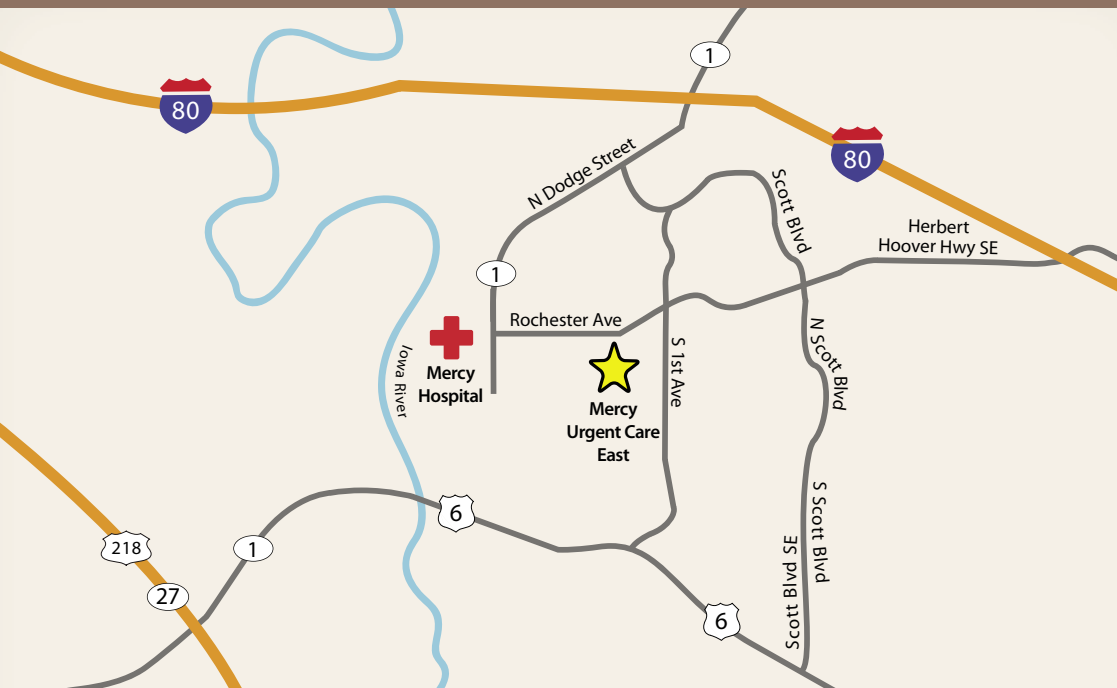 1
80
80
N Dodge Street
Scott Blvd
Herbert
Hoover Hwy SE
1
Rochester Ave
N Scott Blvd
Iowa River
S 1st Ave
Mercy
Hospital
Mercy
Urgent Care
East
6
S Scott Blvd
Scott Blvd SE
218
1
27
6